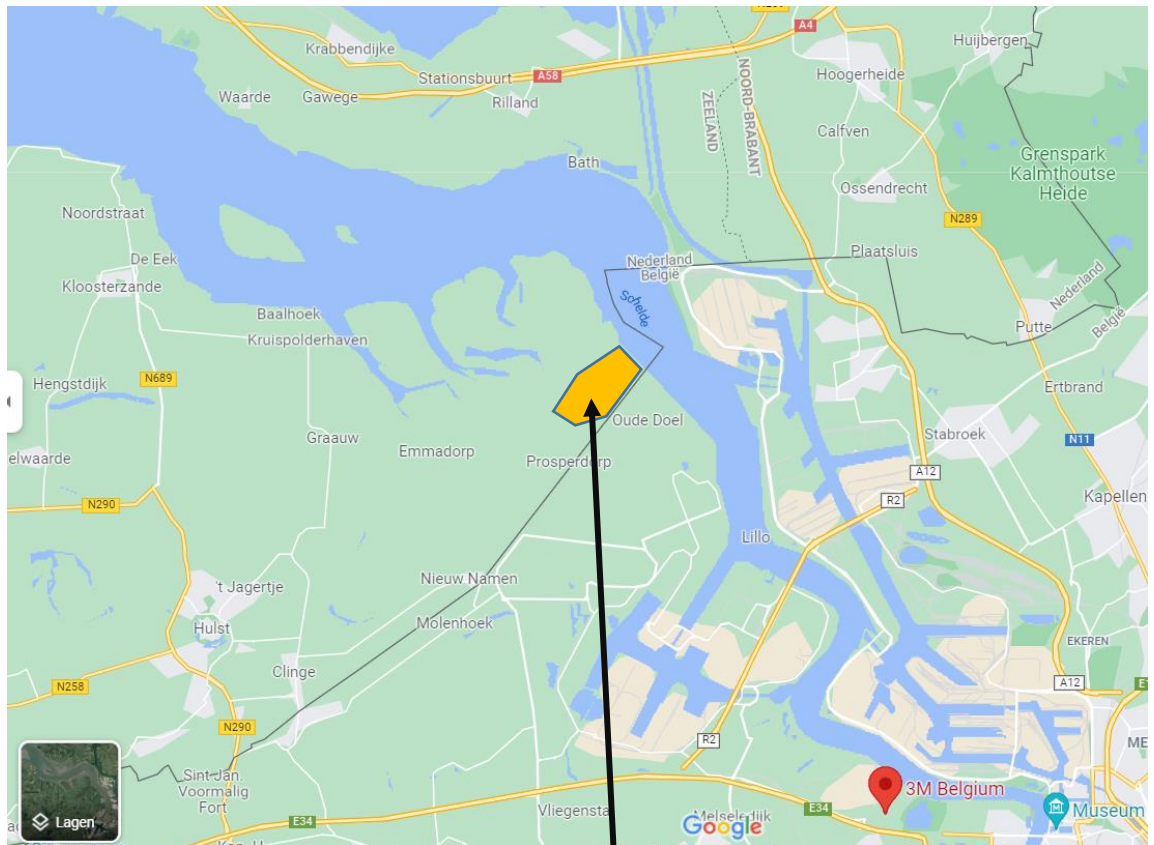 A4
Huijbergen
Krabbendijke
Stationsbuurt
A58
Hoogerheide
Waarde
Gawege
Rilland
ZEELAND
NOORD-BRABANT
Calfven
Bath
Grenspark
Kalmthoutse
Heide
Ossendrecht
Noordstraat
N289
De Eek
Nederland
België
Plaatsluis
Kloosterzande
Schelde
Nederland
België
Baalhoek
Kruispolderhaven
Putte
Hengstdijk
N689
Ertbrand
Oude Doel
Graauw
Stabroek
N11
Emmadorp
Prosperdorp
elwaarde
A12
Kapellen
N290
R2
Lillo
Nieuw Namen
't Jagertje
Molenhoek
Hulst
EKEREN
Clinge
N258
A12
N290
R2
ME
Sint Jan.
Voormalig
Fort
3M Belgium
Vliegenstal
Melseledijk
E34
Museum
Lagen
E34
Google